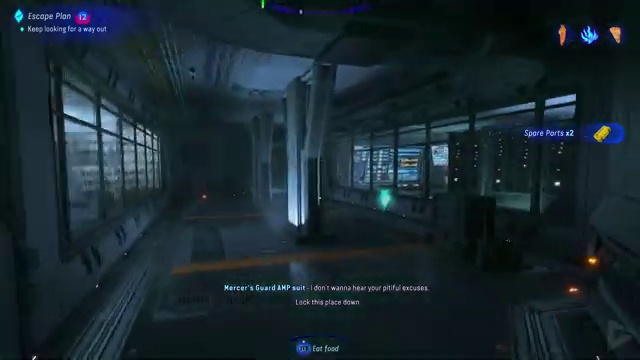 Escape Plan
Keep looking for a way out
Spare Parts x2
Mercer's Guard AMP suit - I don't wanna hear your pitiful excuses.
Lock this place down
Eat food